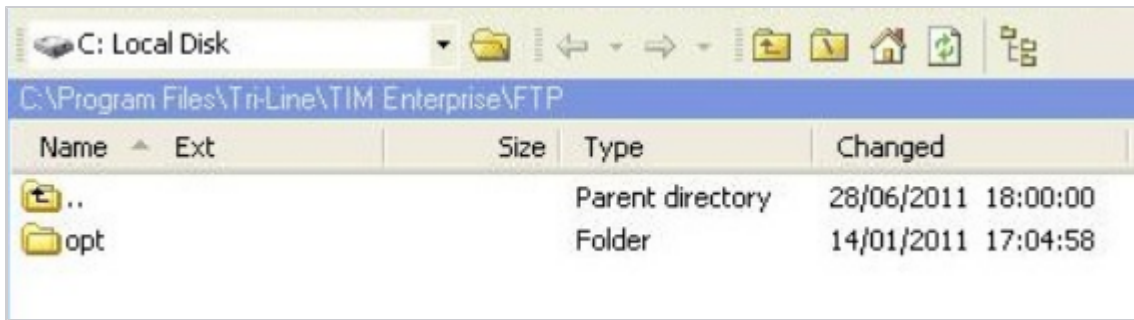 C: Local Disk
C:\Program Files\Tri-Line\TIM Enterprise\FTP
Name Ext Size Type Changed
.. Parent directory 28/06/2011 18:00:00
opt Folder 14/01/2011 17:04:58